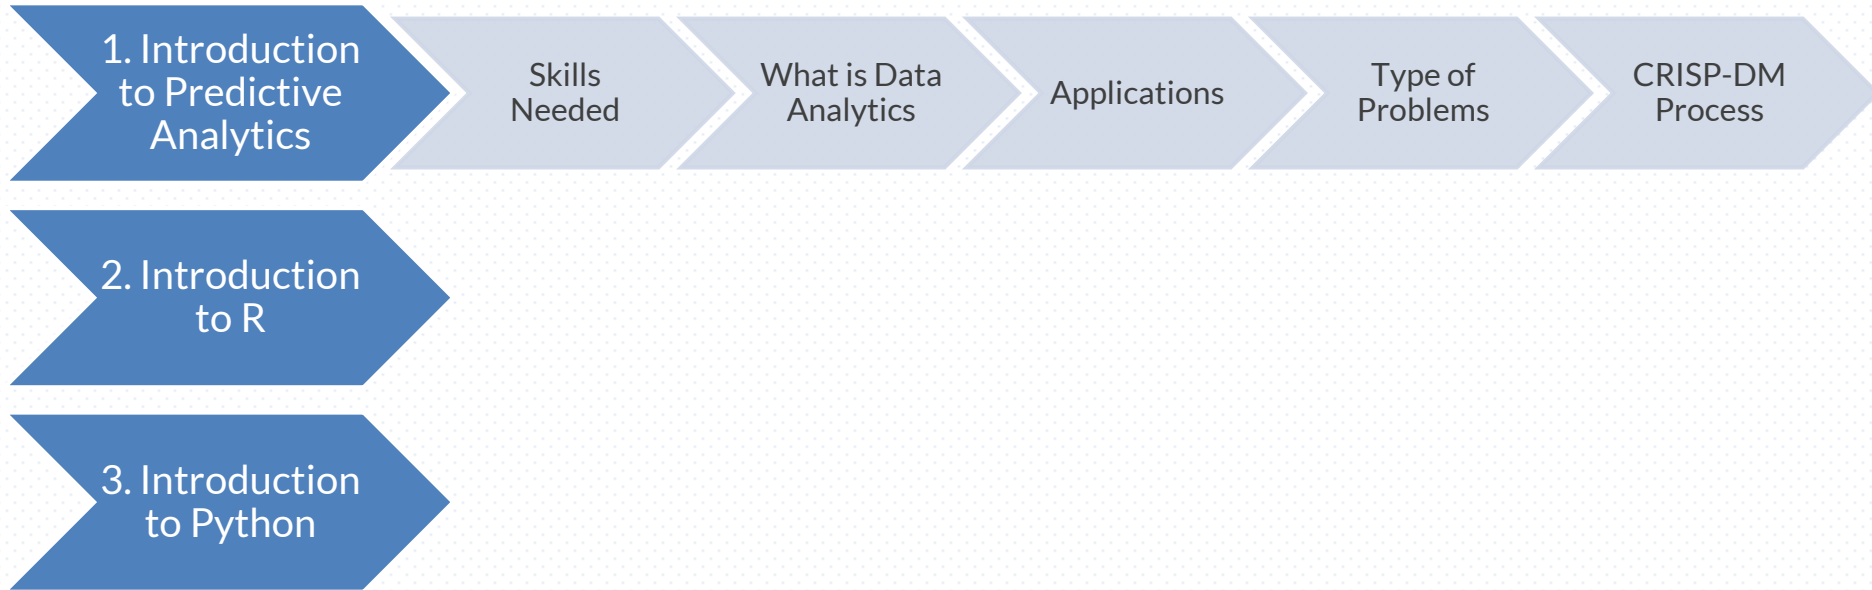 1. Introduction
to Predictive
Analytics
Skills
Needed
What is Data
Analytics
Applications
Type of
Problems
CRISP-DM
Process
2. Introduction
to R
3. Introduction
to Python